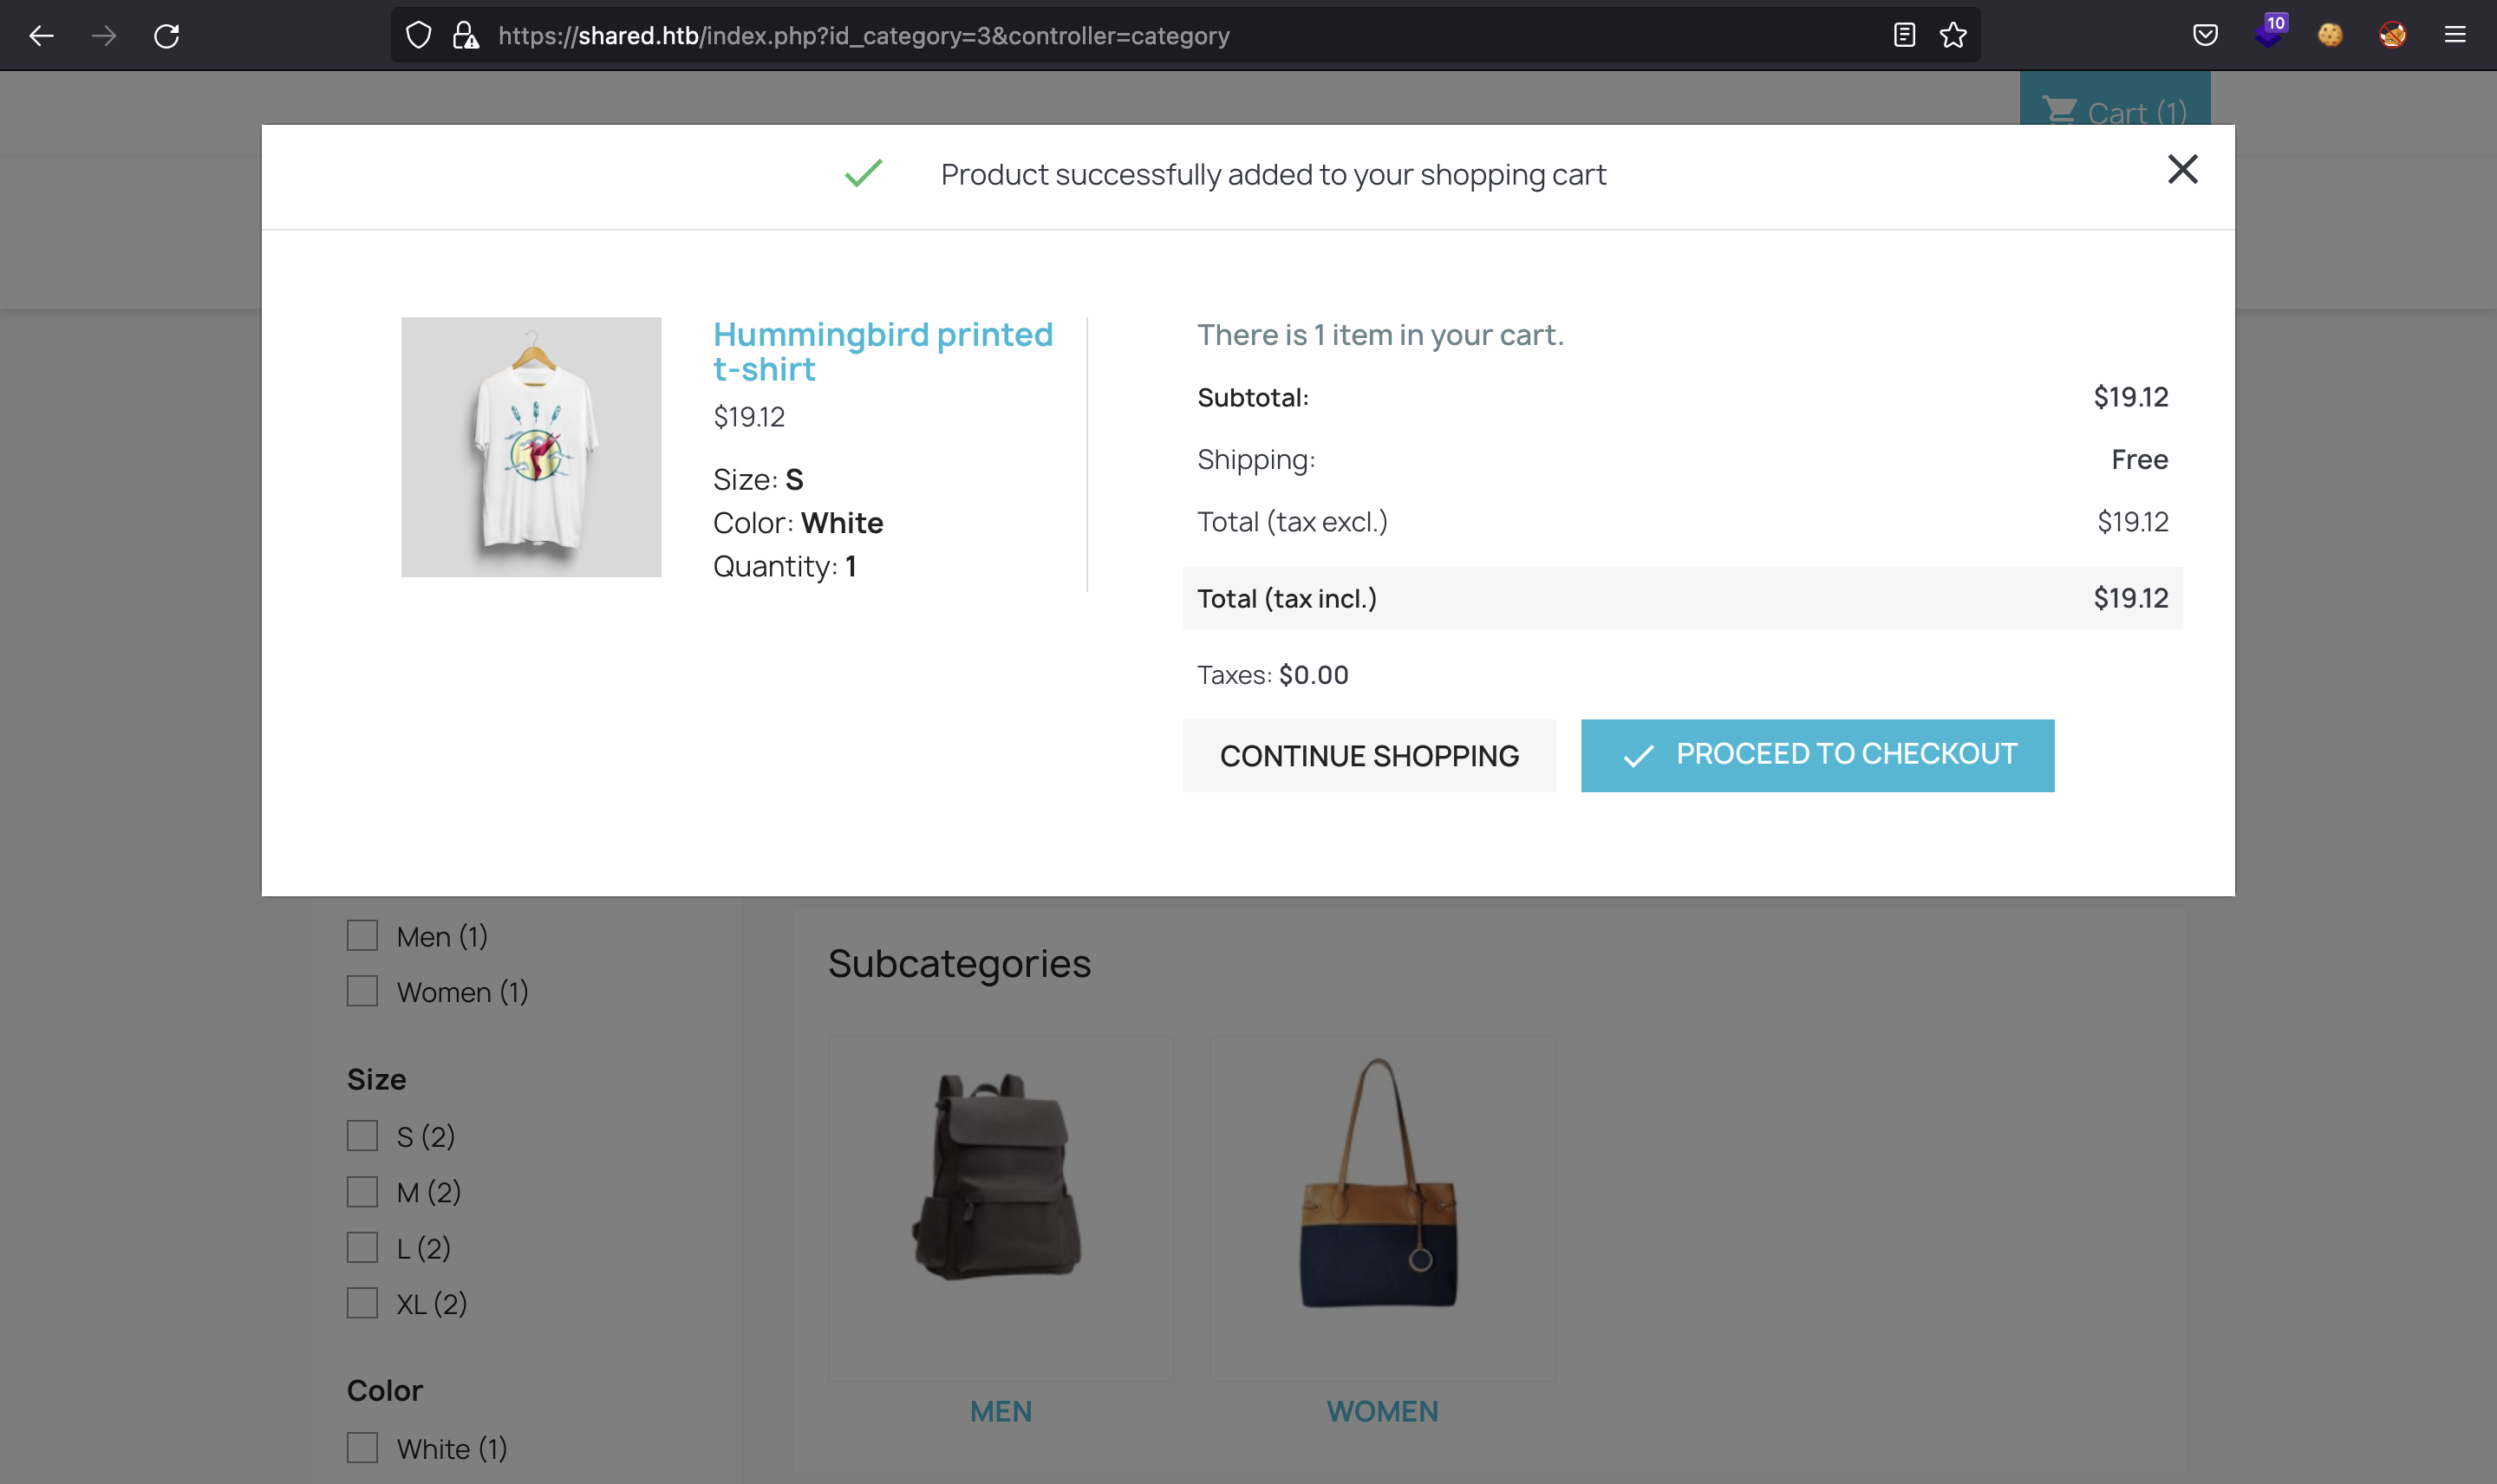 https://shared.htb/index.php?id_category=3&controller=category
10
Cart (1)
Product successfully added to your shopping cart
Hummingbird printed
t-shirt
$19.12
Size: S
Color: White
Quantity: 1
There is 1 item in your cart.
Subtotal: $19.12
Shipping: Free
Total (tax excl.) $19.12
Total (tax incl.) $19.12
Taxes: $0.00
CONTINUE SHOPPING
PROCEED TO CHECKOUT
Men (1)
Women (1)
Size
S (2)
M (2)
L (2)
XL (2)
Color
White (1)
Subcategories
MEN
WOMEN